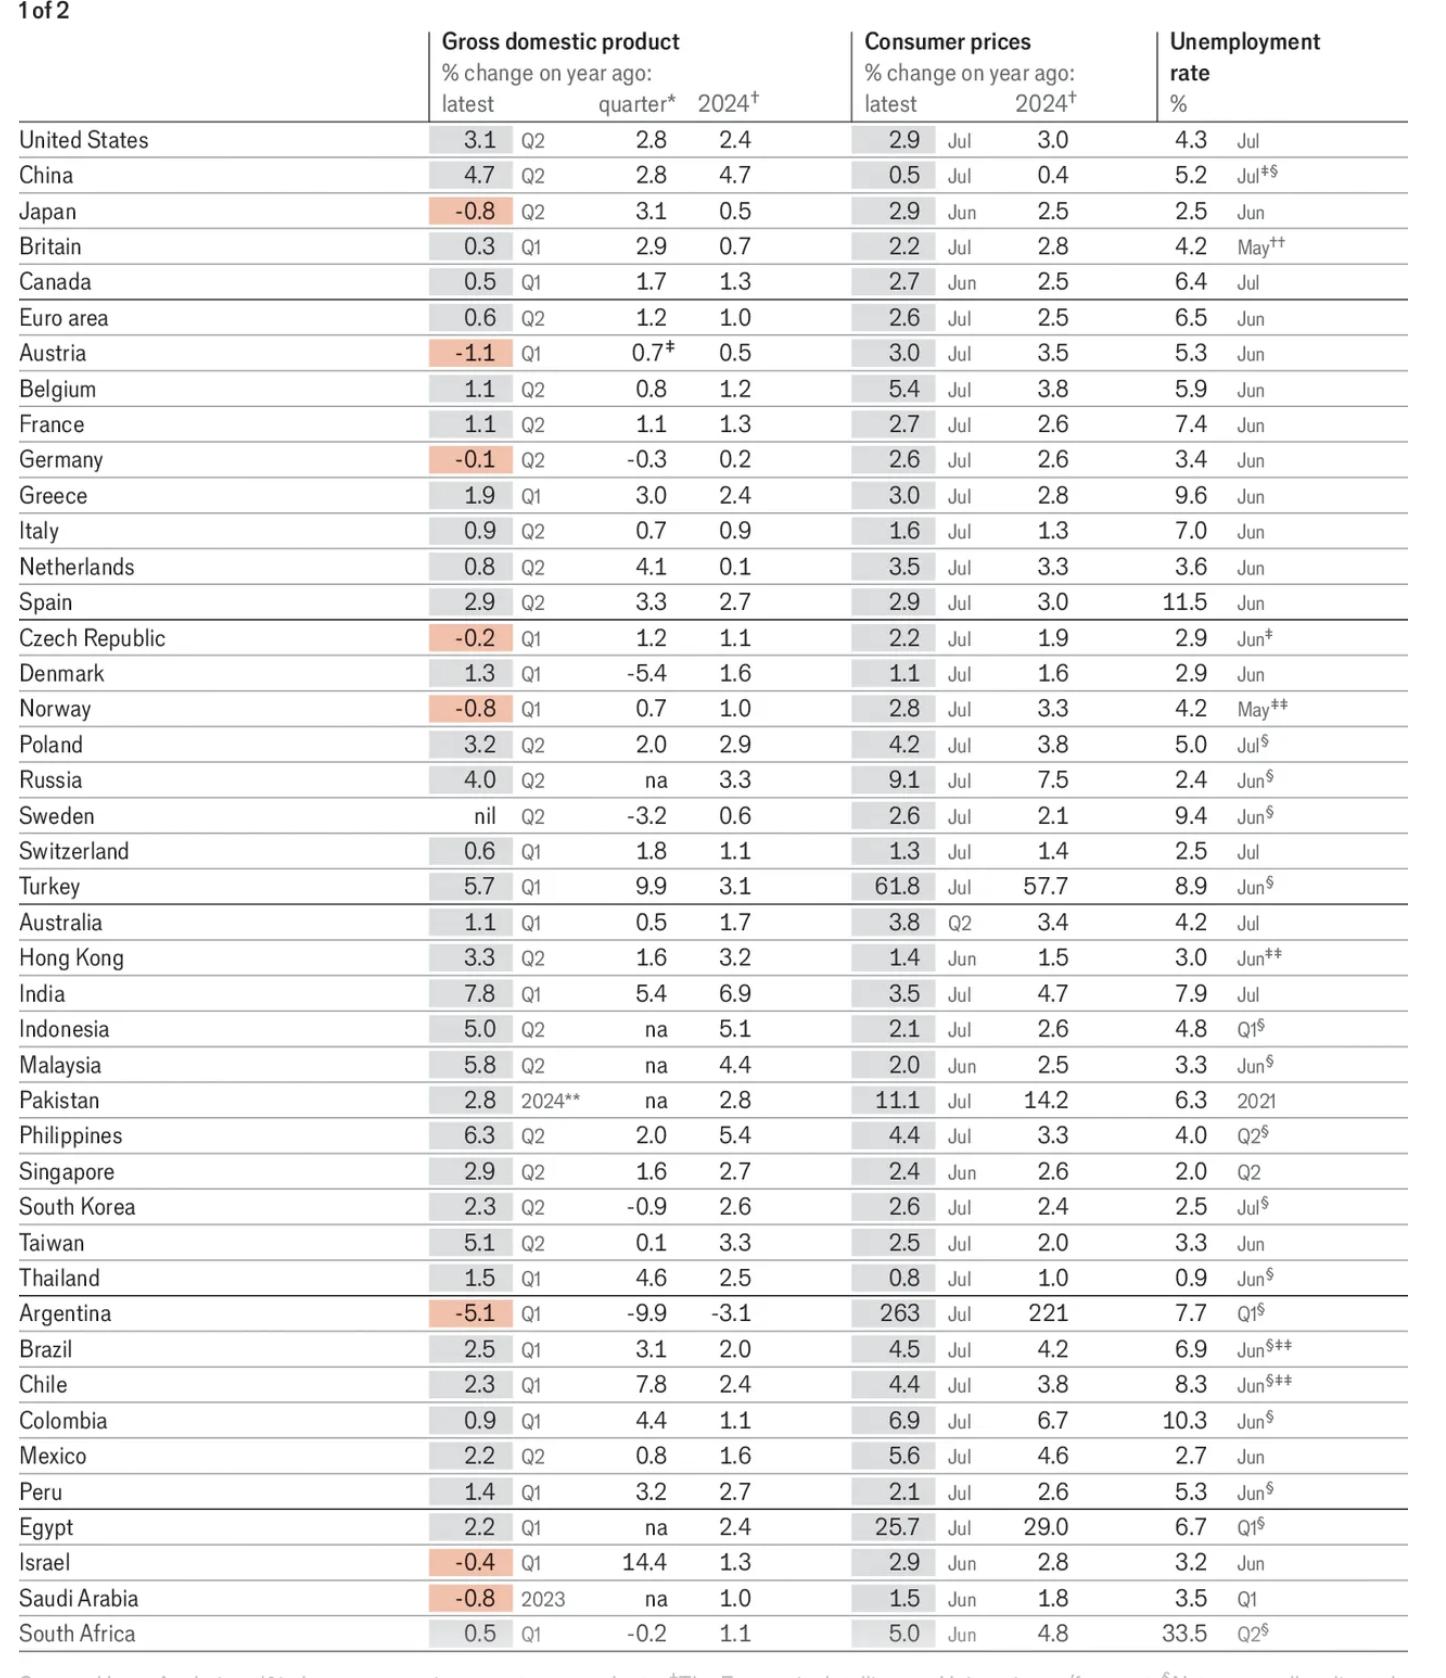 1 of 2
Gross domestic product Consumer prices Unemployment
% change on year ago: % change on year ago: rate
latest quarter* 2024† latest 2024† %
United States 3.1 Q2 2.8 2.4 2.9 Jul 3.0 4.3 Jul
China 4.7 Q2 2.8 4.7 0.5 Jul 0.4 5.2 Jul‡§
Japan -0.8 Q2 3.1 0.5 2.9 Jun 2.5 2.5 Jun
Britain 0.3 Q1 2.9 0.7 2.2 Jul 2.8 4.2 May††
Canada 0.5 Q1 1.7 1.3 2.7 Jun 2.5 6.4 Jul
Euro area 0.6 Q2 1.2 1.0 2.6 Jul 2.5 6.5 Jun
Austria -1.1 Q1 0.7‡ 0.5 3.0 Jul 3.5 5.3 Jun
Belgium 1.1 Q2 0.8 1.2 5.4 Jul 3.8 5.9 Jun
France 1.1 Q2 1.1 1.3 2.7 Jul 2.6 7.4 Jun
Germany -0.1 Q2 -0.3 0.2 2.6 Jul 2.6 3.4 Jun
Greece 1.9 Q1 3.0 2.4 3.0 Jul 2.8 9.6 Jun
Italy 0.9 Q2 0.7 0.9 1.6 Jul 1.3 7.0 Jun
Netherlands 0.8 Q2 4.1 0.1 3.5 Jul 3.3 3.6 Jun
Spain 2.9 Q2 3.3 2.7 2.9 Jul 3.0 11.5 Jun
Czech Republic -0.2 Q1 1.2 1.1 2.2 Jul 1.9 2.9 Jun‡
Denmark 1.3 Q1 -5.4 1.6 1.1 Jul 1.6 2.9 Jun
Norway -0.8 Q1 0.7 1.0 2.8 Jul 3.3 4.2 May‡‡
Poland 3.2 Q2 2.0 2.9 4.2 Jul 3.8 5.0 Jul§
Russia 4.0 Q2 na 3.3 9.1 Jul 7.5 2.4 Jun§
Sweden nil Q2 -3.2 0.6 2.6 Jul 2.1 9.4 Jun§
Switzerland 0.6 Q1 1.8 1.1 1.3 Jul 1.4 2.5 Jul
Turkey 5.7 Q1 9.9 3.1 61.8 Jul 57.7 8.9 Jun§
Australia 1.1 Q1 0.5 1.7 3.8 Q2 3.4 4.2 Jul
Hong Kong 3.3 Q2 1.6 3.2 1.4 Jun 1.5 3.0 Jun‡‡
India 7.8 Q1 5.4 6.9 3.5 Jul 4.7 7.9 Jul
Indonesia 5.0 Q2 na 5.1 2.1 Jul 2.6 4.8 Q1§
Malaysia 5.8 Q2 na 4.4 2.0 Jun 2.5 3.3 Jun§
Pakistan 2.8 2024** na 2.8 11.1 Jul 14.2 6.3 2021
Philippines 6.3 Q2 2.0 5.4 4.4 Jul 3.3 4.0 Q2§
Singapore 2.9 Q2 1.6 2.7 2.4 Jun 2.6 2.0 Q2
South Korea 2.3 Q2 -0.9 2.6 2.6 Jul 2.4 2.5 Jul§
Taiwan 5.1 Q2 0.1 3.3 2.5 Jul 2.0 3.3 Jun
Thailand 1.5 Q1 4.6 2.5 0.8 Jul 1.0 0.9 Jun§
Argentina -5.1 Q1 -9.9 -3.1 263 Jul 221 7.7 Q1§
Brazil 2.5 Q1 3.1 2.0 4.5 Jul 4.2 6.9 Jun§‡‡
Chile 2.3 Q1 7.8 2.4 4.4 Jul 3.8 8.3 Jun§‡‡
Colombia 0.9 Q1 4.4 1.1 6.9 Jul 6.7 10.3 Jun§
Mexico 2.2 Q2 0.8 1.6 5.6 Jul 4.6 2.7 Jun
Peru 1.4 Q1 3.2 2.7 2.1 Jul 2.6 5.3 Jun§
Egypt 2.2 Q1 na 2.4 25.7 Jul 29.0 6.7 Q1§
Israel -0.4 Q1 14.4 1.3 2.9 Jun 2.8 3.2 Jun
Saudi Arabia -0.8 2023 na 1.0 1.5 Jun 1.8 3.5 Q1
South Africa 0.5 Q1 -0.2 1.1 5.0 Jun 4.8 33.5 Q2§